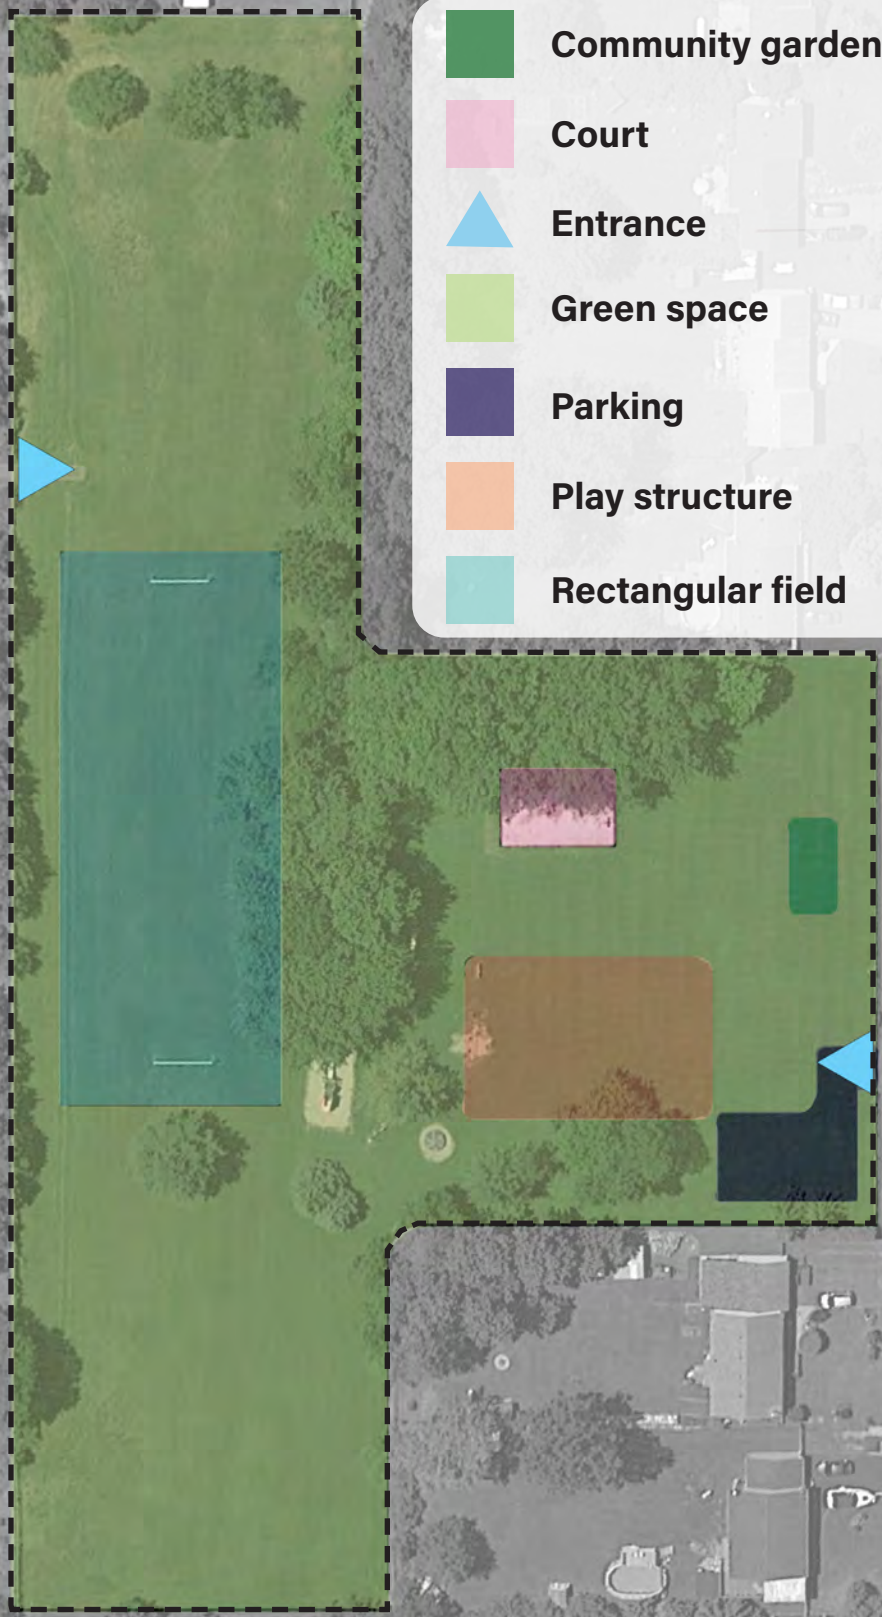 Community garden
Court
Entrance
Green space
Parking
Play structure
Rectangular field